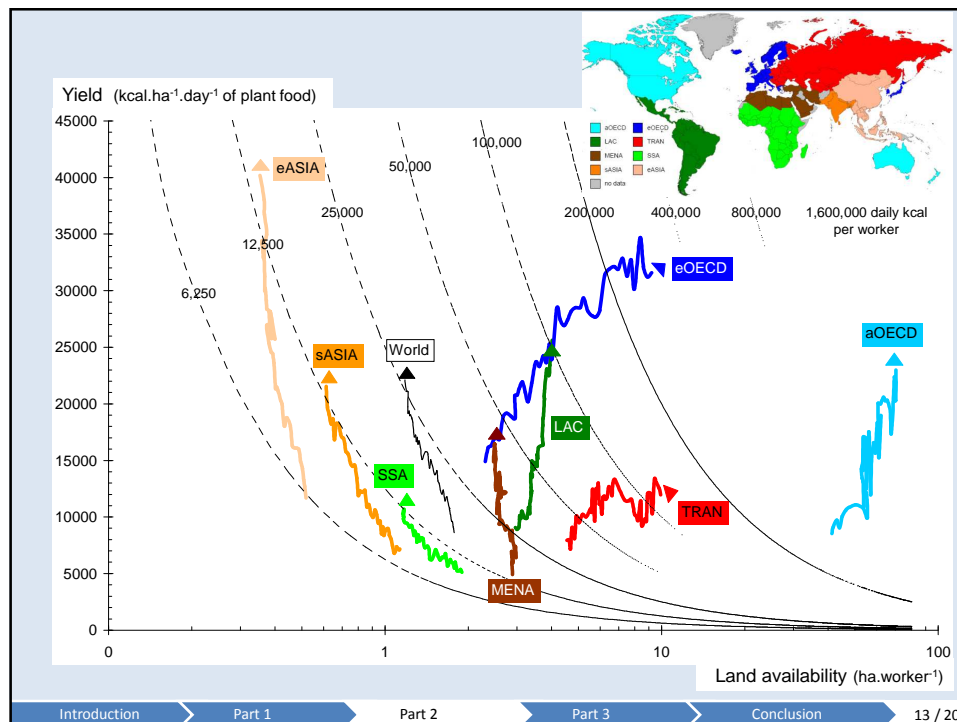 aOECD
eOECD
LAC
TRAN
MENA
SSA
sASIA
eASIA
no data
Yield (kcal.ha⁻¹.day⁻¹ of plant food)
45000
40000
35000
30000
25000
20000
15000
10000
5000
0
6,250
12,500
25,000
50,000
100,000
200,000
400,000
800,000
1,600,000 daily kcal
per worker
eASIA
sASIA
World
SSA
MENA
LAC
eOECD
TRAN
aOECD
0
1
10
100
Land availability (ha.worker⁻¹)
Introduction
Part 1
Part 2
Part 3
Conclusion
13 / 20